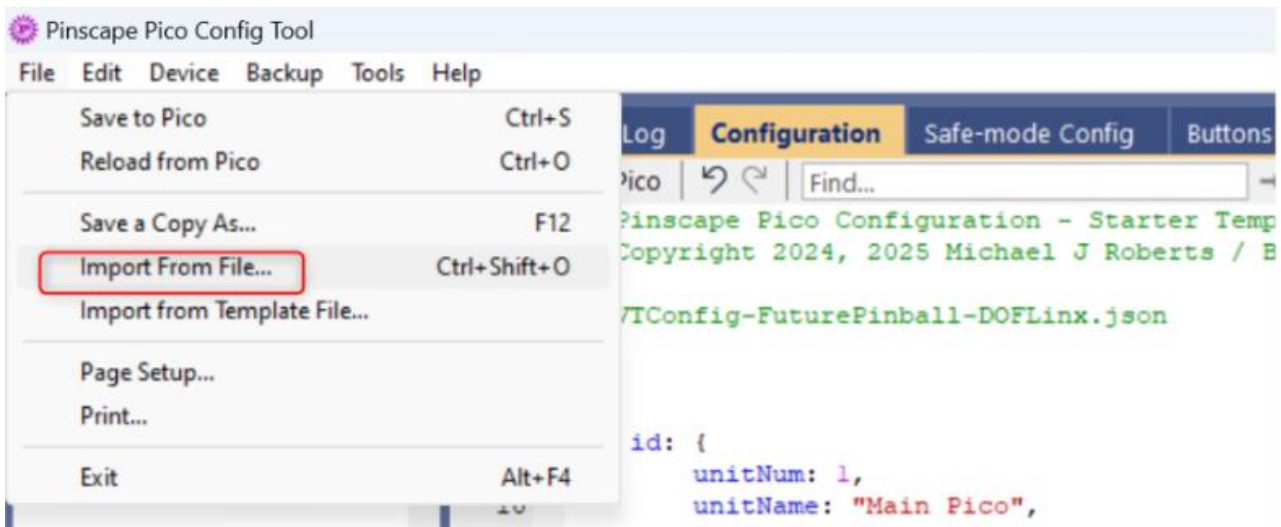 Pinscape Pico Config Tool
File Edit Device Backup Tools Help
Save to Pico Ctrl+S
Reload from Pico Ctrl+O
Save a Copy As... F12
Import From File... Ctrl+Shift+O
Import from Template File...
Page Setup...
Print...
Exit Alt+F4
Log Configuration Safe-mode Config Buttons
Pico Find...
Pinscape Pico Configuration - Starter Temp
Copyright 2024, 2025 Michael J Roberts / B
VTConfig-FuturePinball-DOFLinx.json
id: {
unitNum: 1,
unitName: "Main Pico",